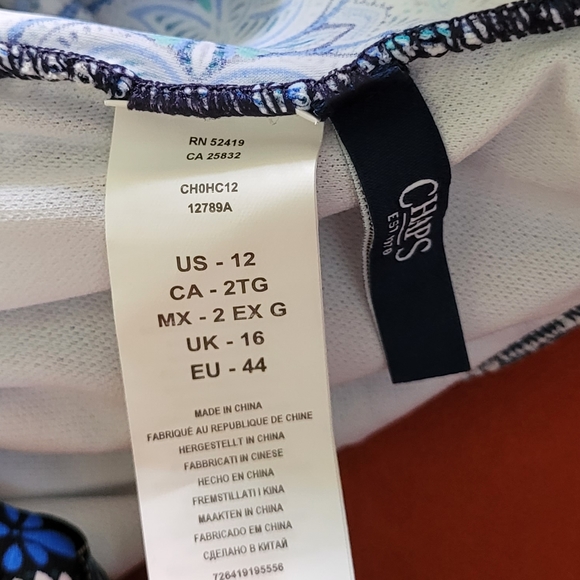 RN 52419
CA 25832
CH0HC12
12789A
US - 12
CA - 2TG
MX - 2 EX G
UK - 16
EU - 44
MADE IN CHINA
FABRIQUÉ AU REPUBLIQUE DE CHINE
HERGESTELLT IN CHINA
FABBRICATI IN CINESE
HECHO EN CHINA
FREMSTILLATI I KINA
MAAKTEN IN CHINA
FABRICADO EM CHINA
СДЕЛАНО В КИТАЙ
726419195556
CHAPS
EST. 1978